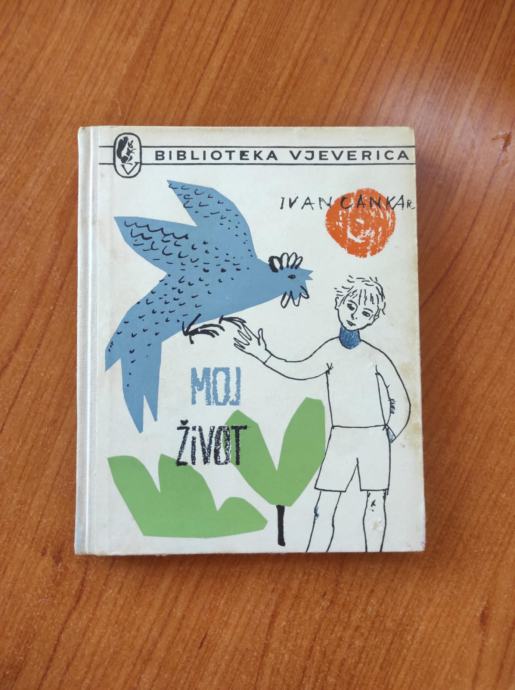 BIBLIOTEKA VJEVERICA
IVAN CANKAR
MOJ
ŽIVOT